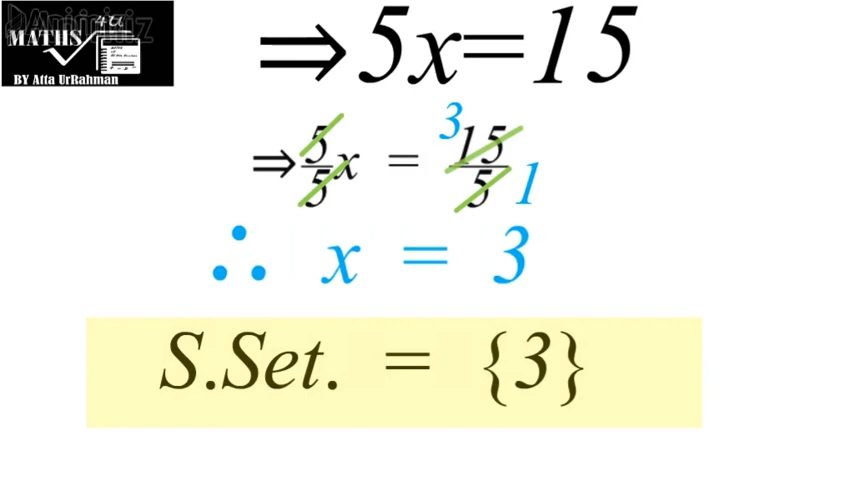 4U
MATHS
BY Atta UrRahman
⇒5x=15
⇒5/5x = 15/5 3 1
∴ x = 3
S.Set. = {3}